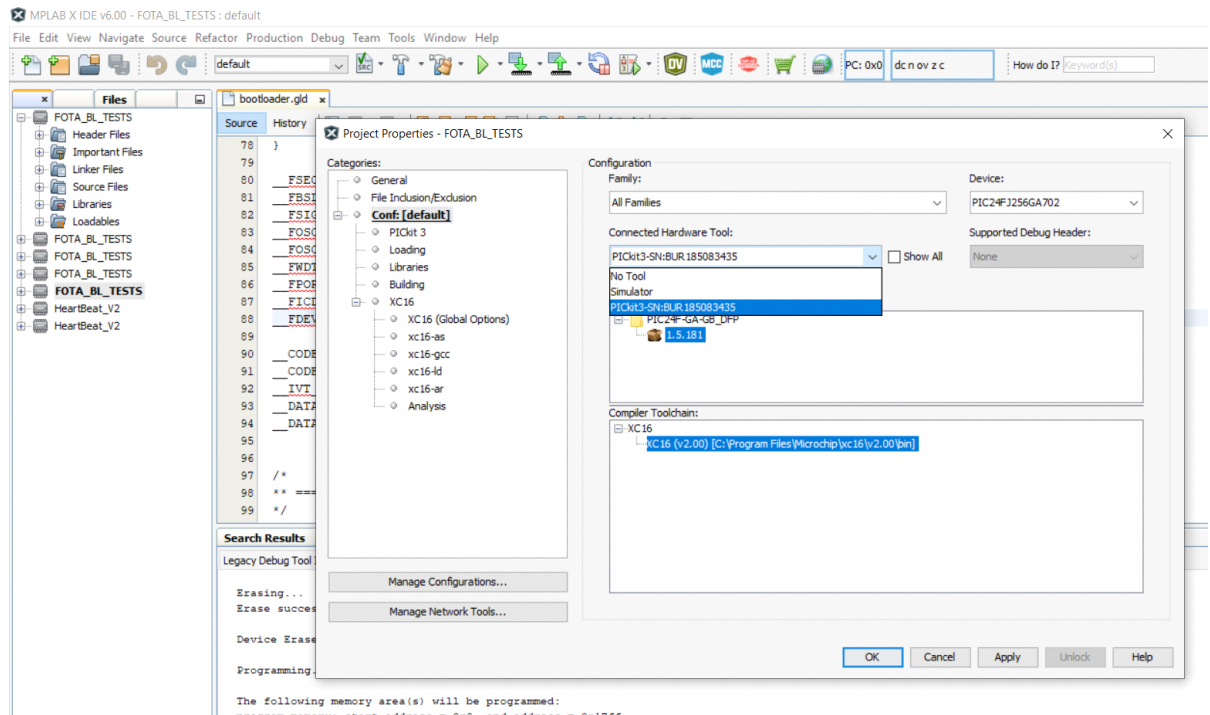 MPLAB X IDE v6.00 - FOTA_BL_TESTS : default
File Edit View Navigate Source Refactor Production Debug Team Tools Window Help
default
PC: 0x0
dc n ov z c
How do I?
Keyword(s)
Files
bootloader.gld
FOTA_BL_TESTS
Header Files
Important Files
Linker Files
Source Files
Libraries
Loadables
FOTA_BL_TESTS
FOTA_BL_TESTS
FOTA_BL_TESTS
FOTA_BL_TESTS
HeartBeat_V2
HeartBeat_V2
Source History
78 }
79
80 __FSEC
81
82 __FSIG
83 __FOSC
84 __FOSC
85 __FWDT
86 __FPOR
87 __FICD
88 __FDEV
89
90 __CODE
91 __CODE
92 __IVT
93 __DATA
94 __DATA
95
96
97 /*
98 ** ===
99 */
Project Properties - FOTA_BL_TESTS
Categories:
General
File Inclusion/Exclusion
Conf: [default]
PICkit 3
Loading
Libraries
Building
XC16
XC16 (Global Options)
xc16-as
xc16-gcc
xc16-ld
xc16-ar
Analysis
Manage Configurations...
Manage Network Tools...
Configuration
Family:
All Families
Device:
PIC24FJ256GA702
Connected Hardware Tool:
PICkit3-SN:BUR185083435
Show All
Supported Debug Header:
None
No Tool
Simulator
PICkit3-SN:BUR185083435
PIC24F-GA-GB_DFP
1.5.181
Compiler Toolchain:
XC16
XC16 (v2.00) [C:\Program Files\Microchip\xc16\v2.00\bin]
OK
Cancel
Apply
Unlock
Help
Search Results
Legacy Debug Tool
Erasing...
Erase succes
Device Erase
Programming.
The following memory area(s) will be programmed: